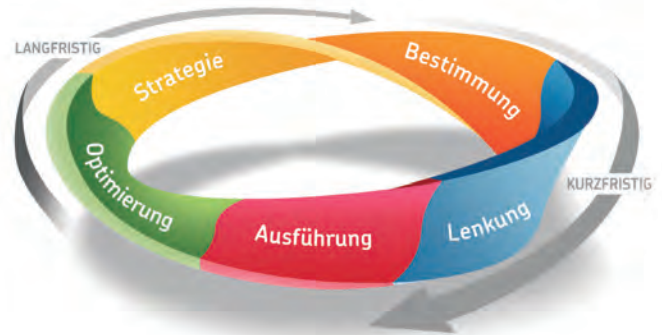 LANGFRISTIG
Strategie
Bestimmung
Optimierung
Ausführung
Lenkung
KURZFRISTIG